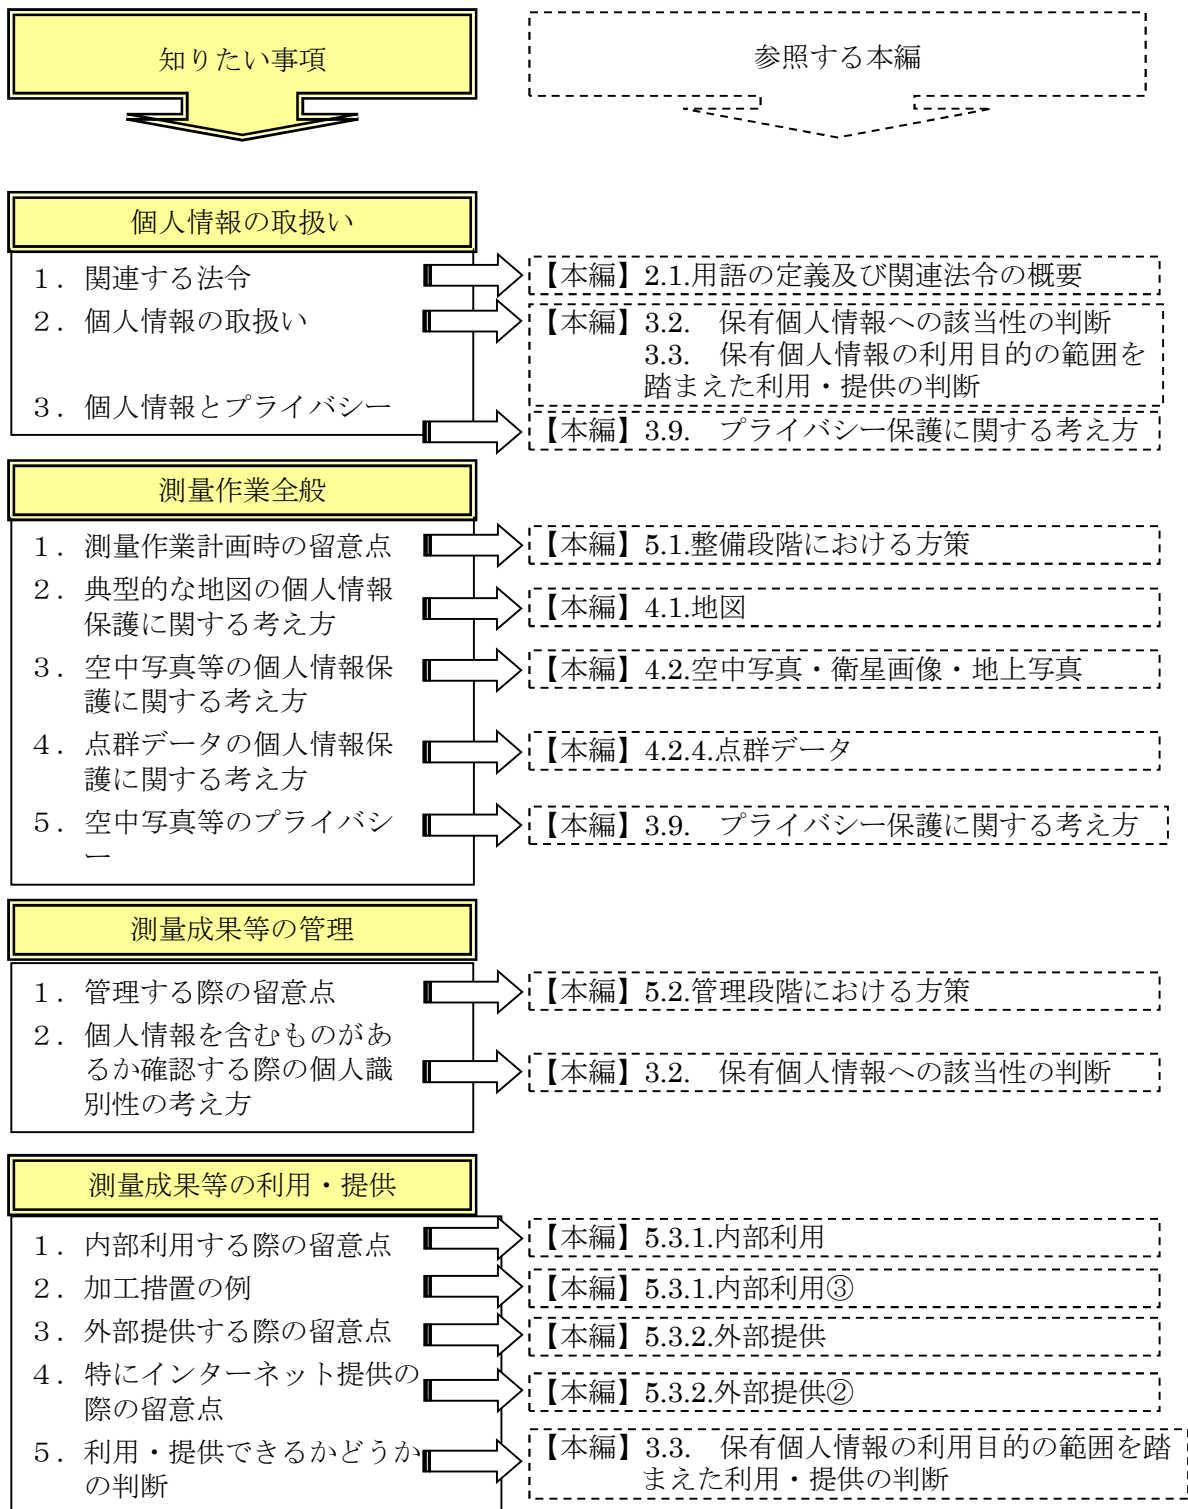 知りたい事項
参照する本編
個人情報の取扱い
１．関連する法令
【本編】2.1.用語の定義及び関連法令の概要
２．個人情報の取扱い
【本編】3.2.　保有個人情報への該当性の判断
3.3.　保有個人情報の利用目的の範囲を
踏まえた利用・提供の判断
３．個人情報とプライバシー
【本編】3.9.　プライバシー保護に関する考え方
測量作業全般
１．測量作業計画時の留意点
【本編】5.1.整備段階における方策
２．典型的な地図の個人情報
保護に関する考え方
【本編】4.1.地図
３．空中写真等の個人情報保
護に関する考え方
【本編】4.2.空中写真・衛星画像・地上写真
４．点群データの個人情報保
護に関する考え方
【本編】4.2.4.点群データ
５．空中写真等のプライバシ
ー
【本編】3.9.　プライバシー保護に関する考え方
測量成果等の管理
１．管理する際の留意点
【本編】5.2.管理段階における方策
２．個人情報を含むものがあ
るか確認する際の個人識
別性の考え方
【本編】3.2.　保有個人情報への該当性の判断
測量成果等の利用・提供
１．内部利用する際の留意点
【本編】5.3.1.内部利用
２．加工措置の例
【本編】5.3.1.内部利用③
３．外部提供する際の留意点
【本編】5.3.2.外部提供
４．特にインターネット提供の
際の留意点
【本編】5.3.2.外部提供②
５．利用・提供できるかどうか
の判断
【本編】3.3.　保有個人情報の利用目的の範囲を踏
まえた利用・提供の判断